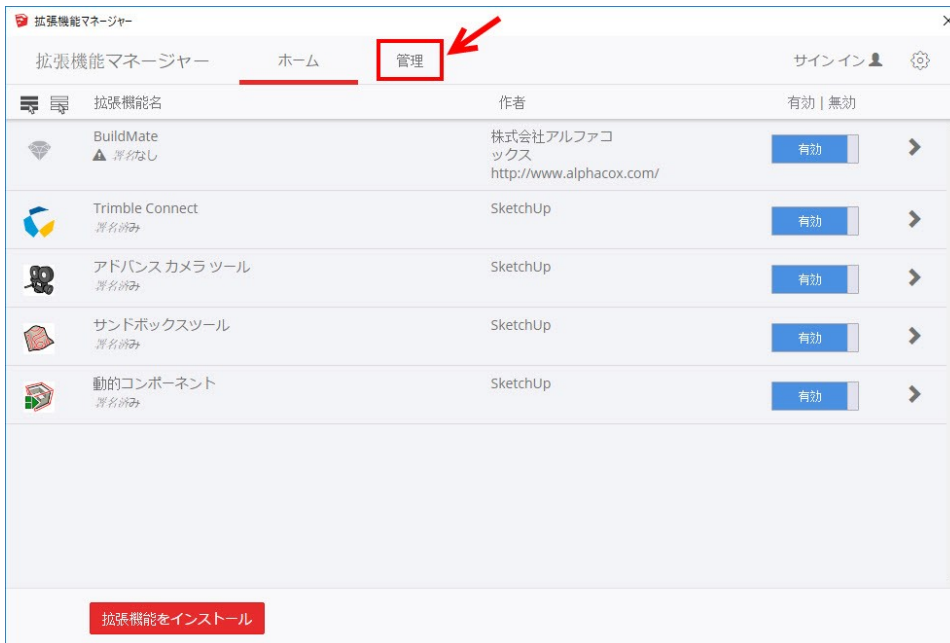 拡張機能マネージャー
拡張機能マネージャー
ホーム
管理
サイン イン
拡張機能名
作者
有効 | 無効
BuildMate
署名なし
株式会社アルファコ
ックス
http://www.alphacox.com/
有効
Trimble Connect
署名済み
SketchUp
有効
アドバンス カメラ ツール
署名済み
SketchUp
有効
サンドボックスツール
署名済み
SketchUp
有効
動的コンポーネント
署名済み
SketchUp
有効
拡張機能をインストール